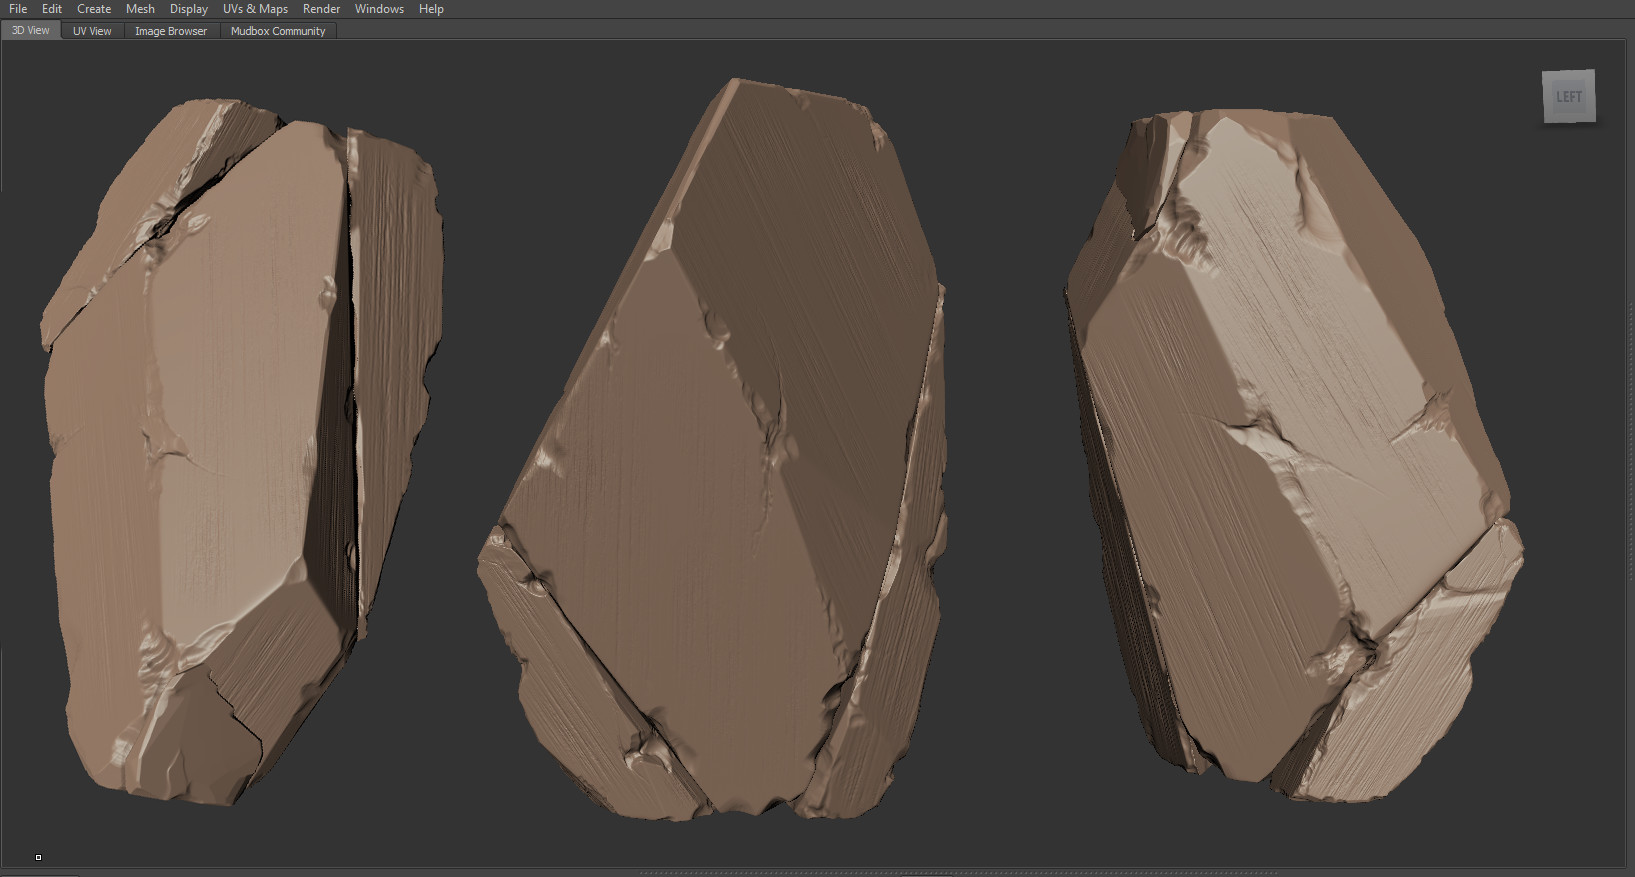 File Edit Create Mesh Display UVs & Maps Render Windows Help
3D View UV View Image Browser Mudbox Community
LEFT